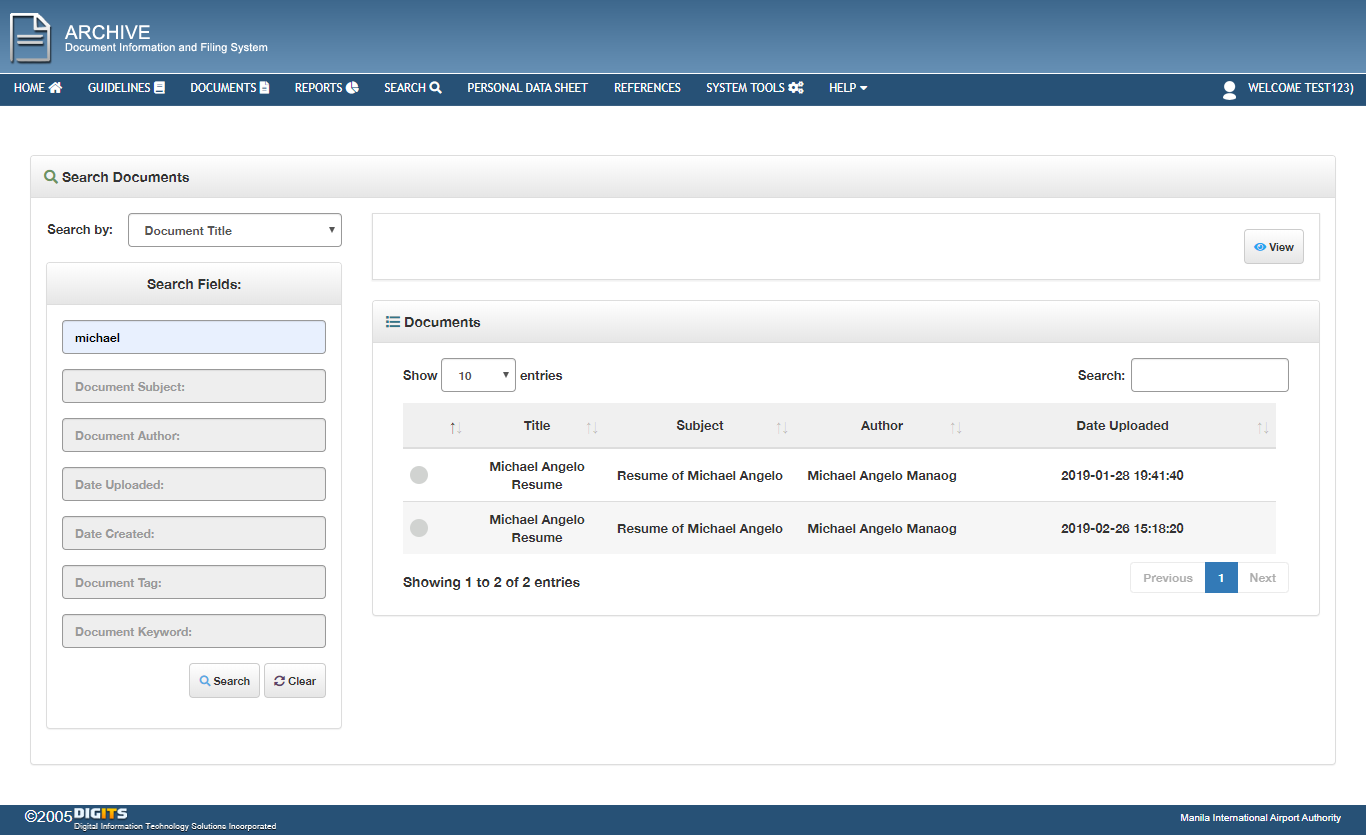 ARCHIVE
Document Information and Filing System
HOME GUIDELINES DOCUMENTS REPORTS SEARCH PERSONAL DATA SHEET REFERENCES SYSTEM TOOLS HELP WELCOME TEST123)
Search Documents
Search by: Document Title
Search Fields:
michael
Document Subject:
Document Author:
Date Uploaded:
Date Created:
Document Tag:
Document Keyword:
Search Clear
View
Documents
Show 10 entries Search:
Title Subject Author Date Uploaded
Michael Angelo
Resume
Resume of Michael Angelo Michael Angelo Manaog 2019-01-28 19:41:40
Michael Angelo
Resume
Resume of Michael Angelo Michael Angelo Manaog 2019-02-26 15:18:20
Showing 1 to 2 of 2 entries Previous 1 Next
©2005 DIGITS
Digital Information Technology Solutions Incorporated
Manila International Airport Authority